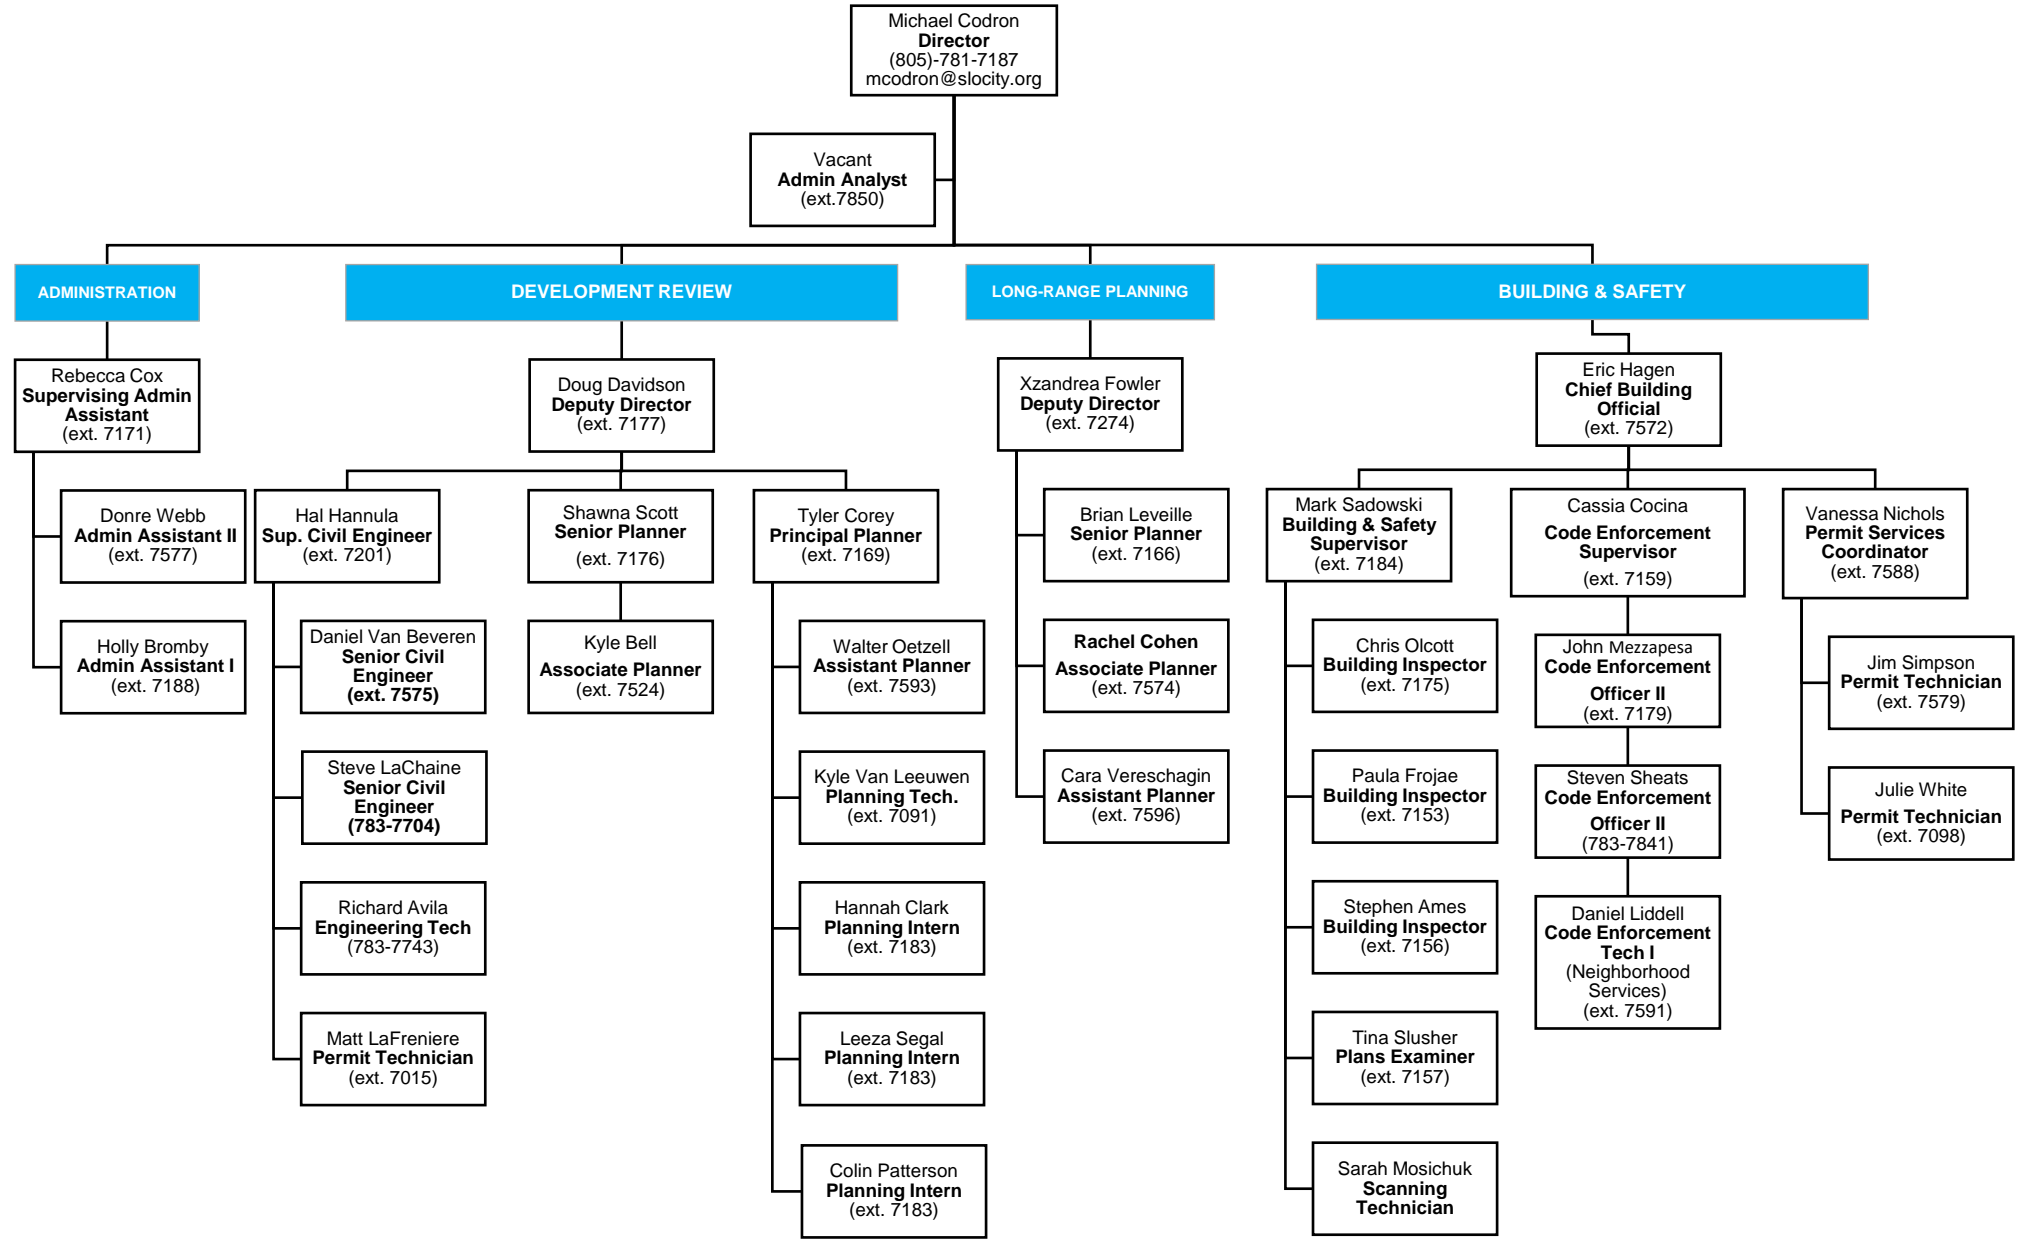 Michael Codron
Director
(805)-781-7187
mcodron@slocity.org
Vacant
Admin Analyst
(ext.7850)
ADMINISTRATION
Rebecca Cox
Supervising Admin
Assistant
(ext. 7171)
Donre Webb
Admin Assistant II
(ext. 7577)
Holly Bromby
Admin Assistant I
(ext. 7188)
DEVELOPMENT REVIEW
Doug Davidson
Deputy Director
(ext. 7177)
Hal Hannula
Sup. Civil Engineer
(ext. 7201)
Daniel Van Beveren
Senior Civil
Engineer
(ext. 7575)
Steve LaChaine
Senior Civil
Engineer
(783-7704)
Richard Avila
Engineering Tech
(783-7743)
Matt LaFreniere
Permit Technician
(ext. 7015)
Shawna Scott
Senior Planner
(ext. 7176)
Kyle Bell
Associate Planner
(ext. 7524)
Tyler Corey
Principal Planner
(ext. 7169)
Walter Oetzell
Assistant Planner
(ext. 7593)
Kyle Van Leeuwen
Planning Tech.
(ext. 7091)
Hannah Clark
Planning Intern
(ext. 7183)
Leeza Segal
Planning Intern
(ext. 7183)
Colin Patterson
Planning Intern
(ext. 7183)
LONG-RANGE PLANNING
Xzandrea Fowler
Deputy Director
(ext. 7274)
Brian Leveille
Senior Planner
(ext. 7166)
Rachel Cohen
Associate Planner
(ext. 7574)
Cara Vereschagin
Assistant Planner
(ext. 7596)
BUILDING & SAFETY
Eric Hagen
Chief Building
Official
(ext. 7572)
Mark Sadowski
Building & Safety
Supervisor
(ext. 7184)
Chris Olcott
Building Inspector
(ext. 7175)
Paula Frojae
Building Inspector
(ext. 7153)
Stephen Ames
Building Inspector
(ext. 7156)
Tina Slusher
Plans Examiner
(ext. 7157)
Sarah Mosichuk
Scanning
Technician
Cassia Cocina
Code Enforcement
Supervisor
(ext. 7159)
John Mezzapesa
Code Enforcement
Officer II
(ext. 7179)
Steven Sheats
Code Enforcement
Officer II
(783-7841)
Daniel Liddell
Code Enforcement
Tech I
(Neighborhood
Services)
(ext. 7591)
Vanessa Nichols
Permit Services
Coordinator
(ext. 7588)
Jim Simpson
Permit Technician
(ext. 7579)
Julie White
Permit Technician
(ext. 7098)